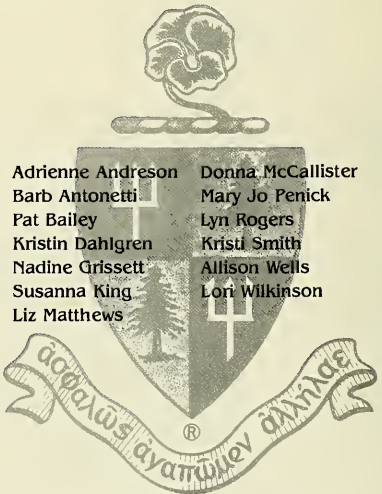 Adrienne Andreson
Barb Antonetti
Pat Bailey
Kristin Dahlgren
Nadine Grissett
Susanna King
Liz Matthews
Donna McCallister
Mary Jo Penick
Lyn Rogers
Kristi Smith
Allison Wells
Lori Wilkinson
®
ἀσφαλῶς ἀγαπῶμεν ἀλλήλας